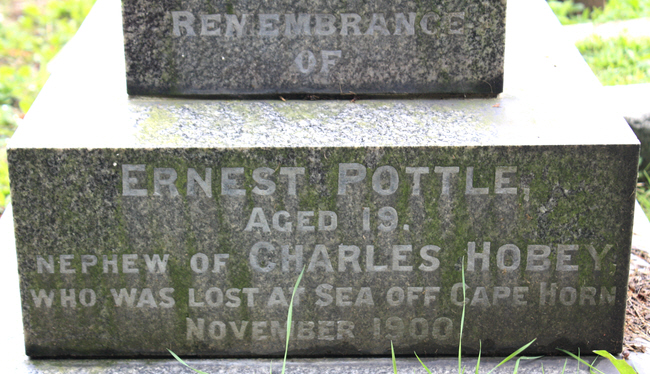 REMEMBRANCE
OF
ERNEST POTTLE,
AGED 19.
NEPHEW OF CHARLES HOBEY.
WHO WAS LOST AT SEA OFF CAPE HORN
NOVEMBER 1900